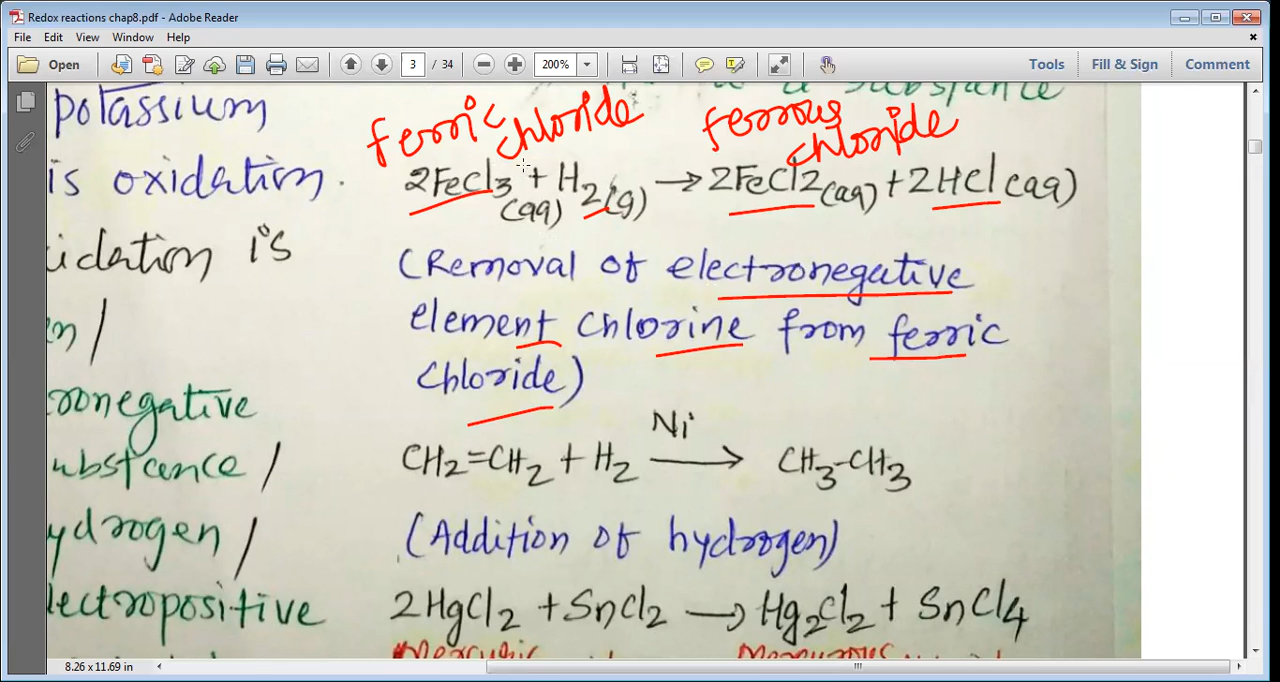 Redox reactions chap8.pdf - Adobe Reader
File Edit View Window Help
Open 3 / 34 200% Tools Fill & Sign Comment
potassium
is oxidation.
idation is
en /
ronegative
ubstance /
ydrogen /
lectropositive
a substance
ferric chloride
ferrous chloride
2FeCl3 (aq) + H2(g) → 2FeCl2(aq) + 2HCl(aq)
(Removal of electronegative
element chlorine from ferric
chloride)
CH2=CH2 + H2 Ni → CH3-CH3
(Addition of hydrogen)
2HgCl2 + SnCl2 → Hg2Cl2 + SnCl4
8.26 x 11.69 in